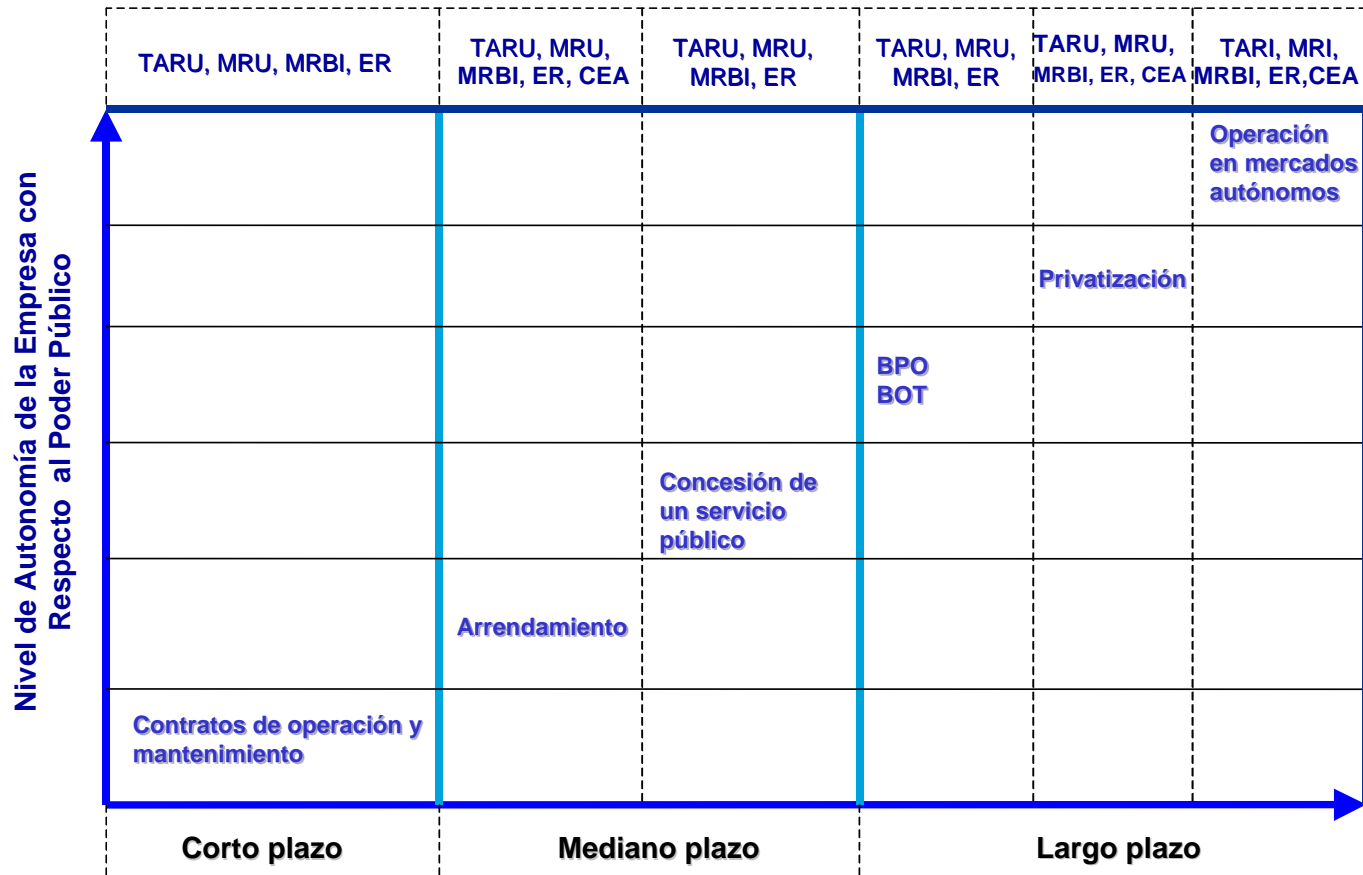 TARU, MRU, MRBI, ER
TARU, MRU,
MRBI, ER, CEA
TARU, MRU,
MRBI, ER
TARU, MRU,
MRBI, ER
TARU, MRU,
MRBI, ER, CEA
TARI, MRI,
MRBI, ER,CEA
Nivel de Autonomía de la Empresa con
Respecto al Poder Público
Operación
en mercados
autónomos
Privatización
BPO
BOT
Concesión de
un servicio
público
Arrendamiento
Contratos de operación y
mantenimiento
Corto plazo
Mediano plazo
Largo plazo